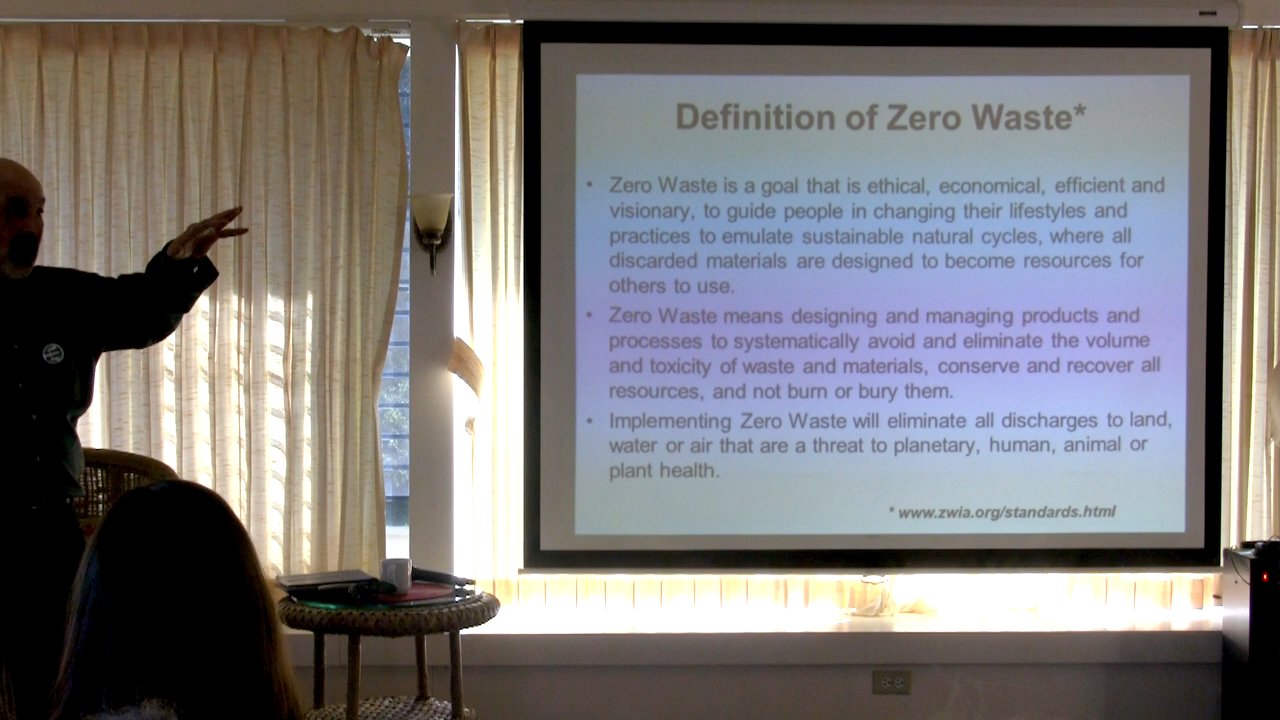 Definition of Zero Waste*
• Zero Waste is a goal that is ethical, economical, efficient and
visionary, to guide people in changing their lifestyles and
practices to emulate sustainable natural cycles, where all
discarded materials are designed to become resources for
others to use.
• Zero Waste means designing and managing products and
processes to systematically avoid and eliminate the volume
and toxicity of waste and materials, conserve and recover all
resources, and not burn or bury them.
• Implementing Zero Waste will eliminate all discharges to land,
water or air that are a threat to planetary, human, animal or
plant health.
* www.zwia.org/standards.html